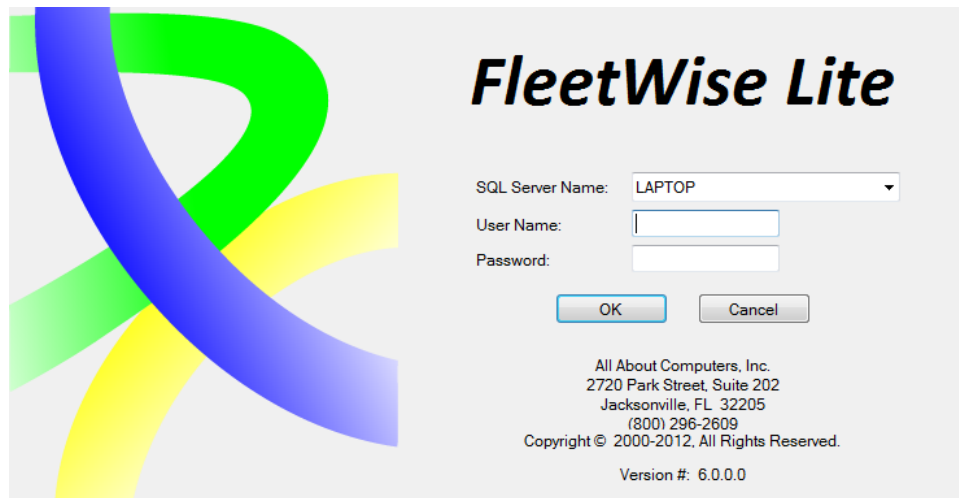 FleetWise Lite
SQL Server Name: LAPTOP
User Name:
Password:
OK Cancel
All About Computers, Inc.
2720 Park Street, Suite 202
Jacksonville, FL 32205
(800) 296-2609
Copyright © 2000-2012, All Rights Reserved.
Version #: 6.0.0.0